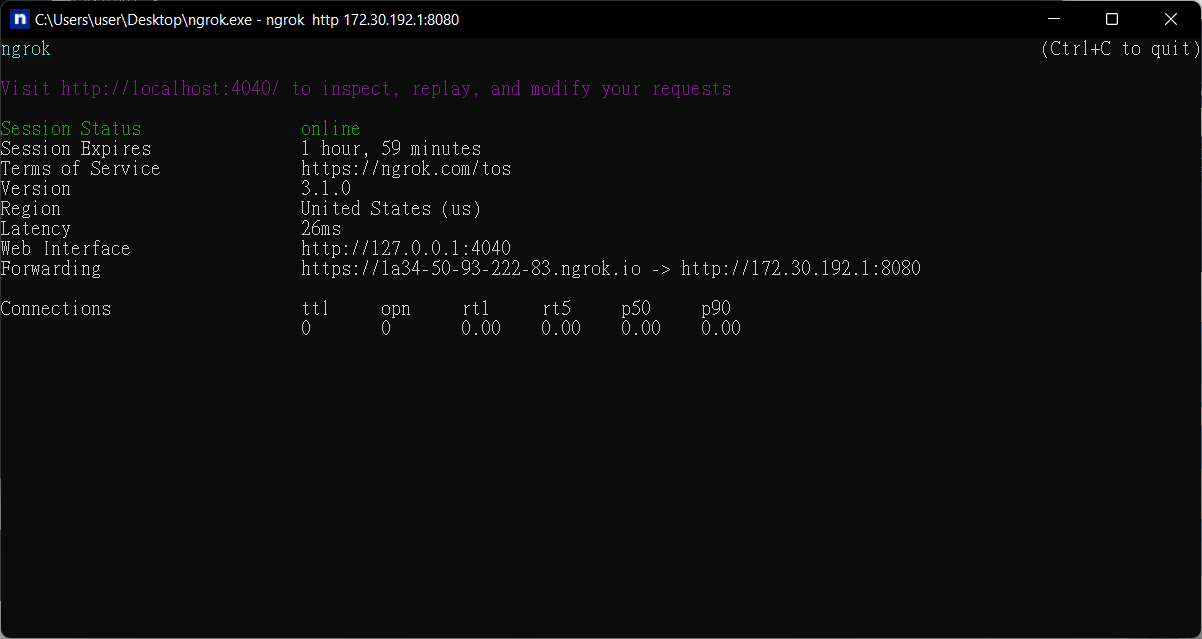 C:\Users\user\Desktop\ngrok.exe - ngrok  http 172.30.192.1:8080
ngrok (Ctrl+C to quit)
Visit http://localhost:4040/ to inspect, replay, and modify your requests
Session Status online
Session Expires 1 hour, 59 minutes
Terms of Service https://ngrok.com/tos
Version 3.1.0
Region United States (us)
Latency 26ms
Web Interface http://127.0.0.1:4040
Forwarding https://1a34-50-93-222-83.ngrok.io -> http://172.30.192.1:8080
Connections ttl opn rt1 rt5 p50 p90
0 0 0.00 0.00 0.00 0.00